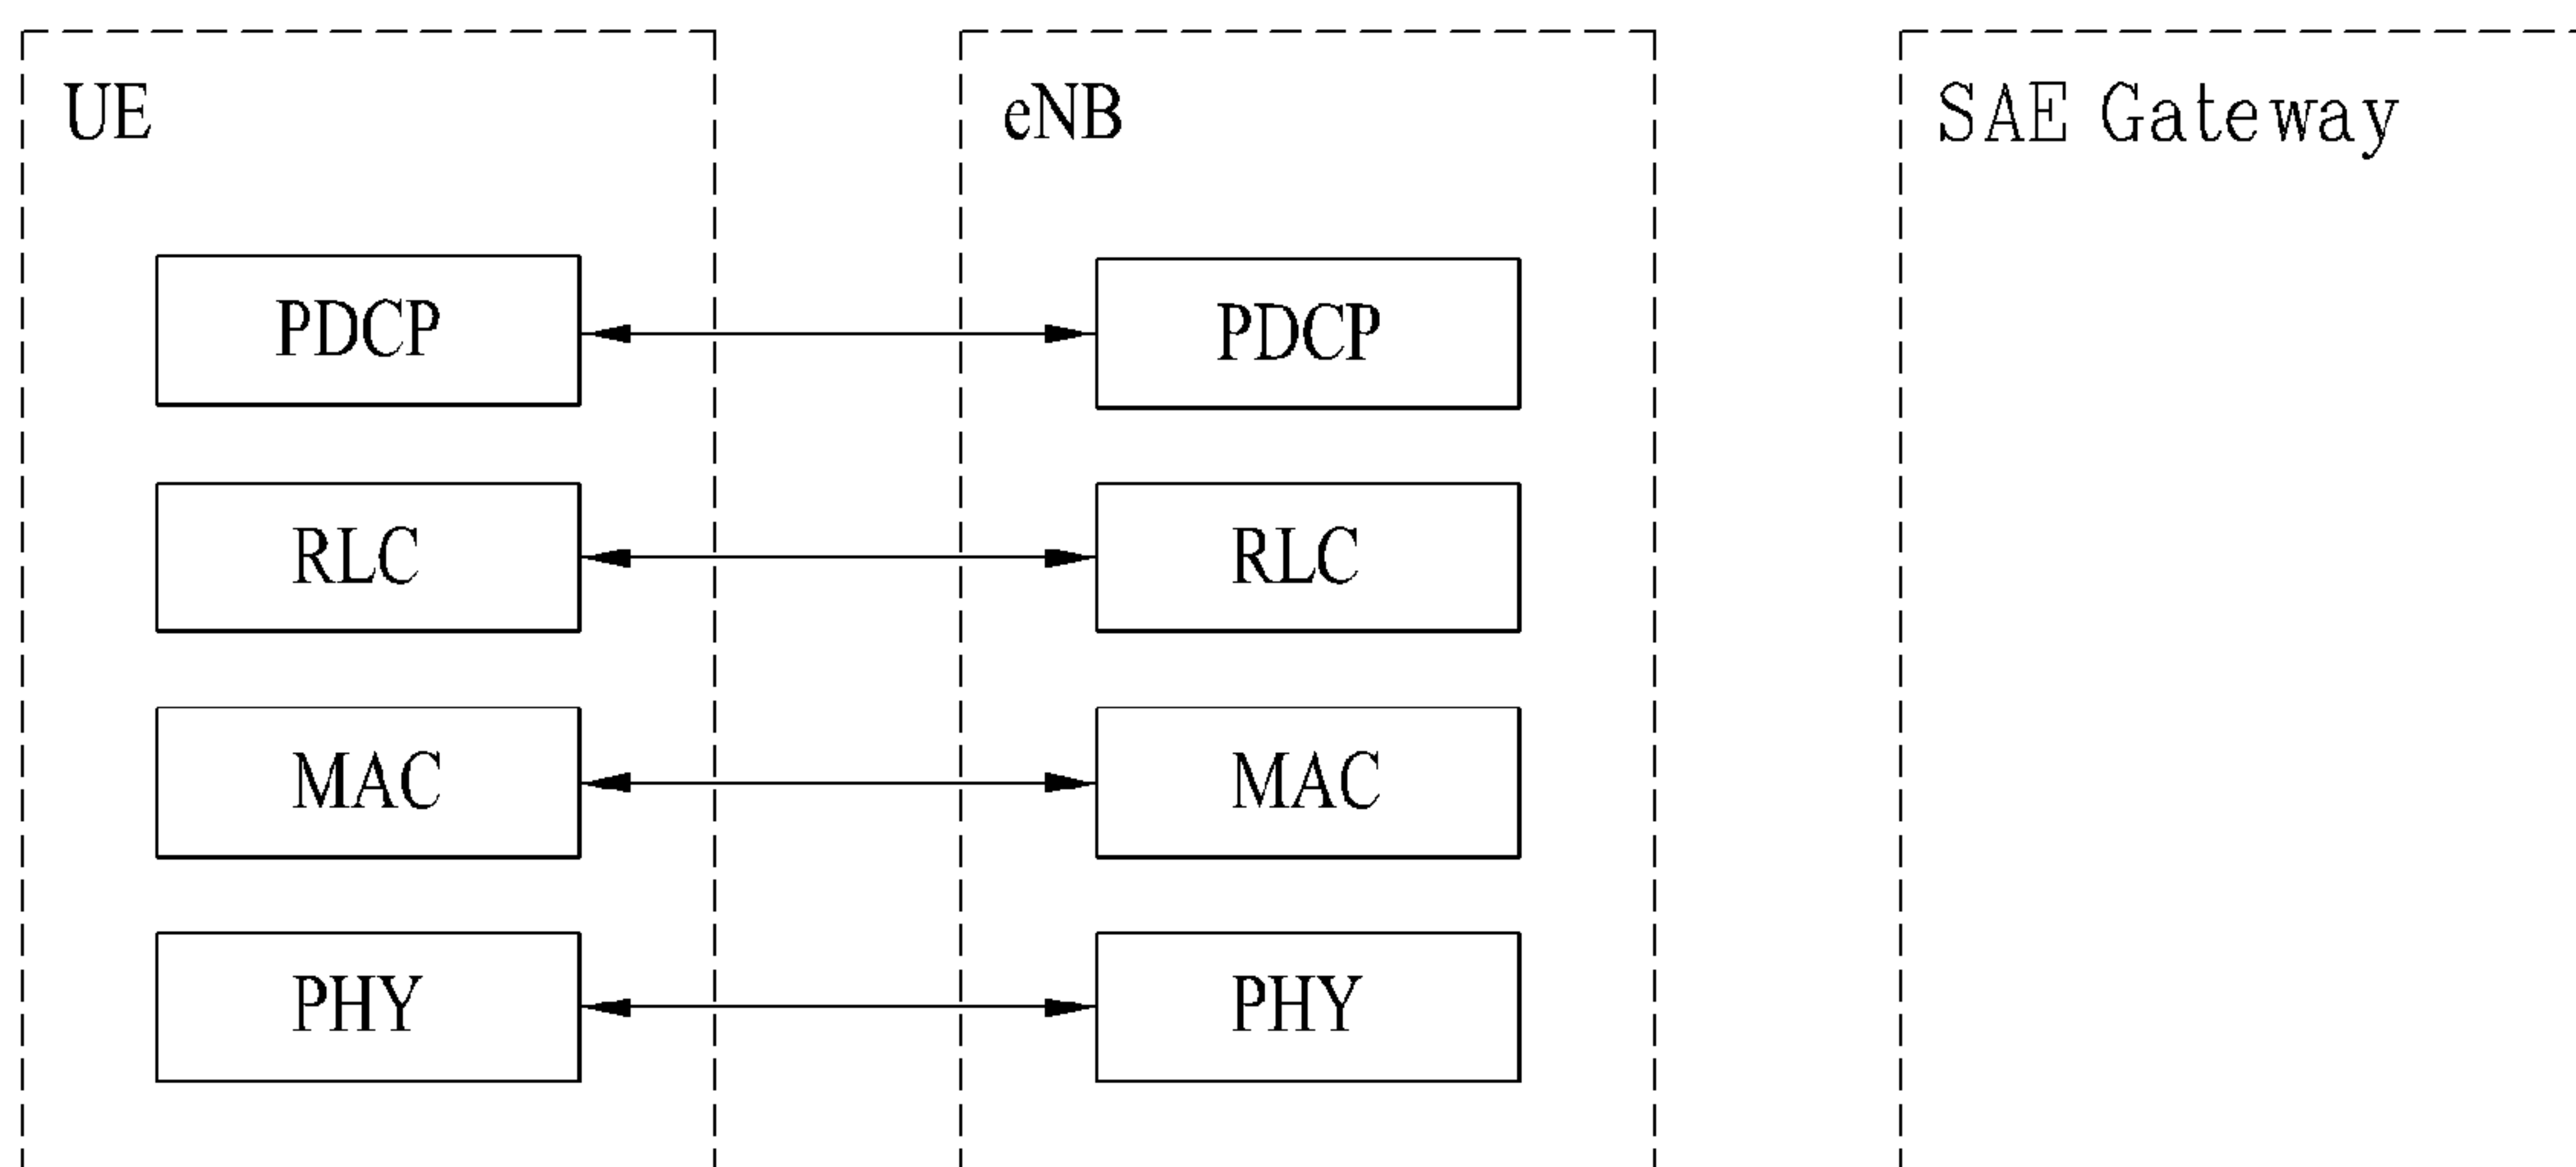 UE
eNB
SAE Gateway
PDCP
PDCP
RLC
RLC
MAC
MAC
PHY
PHY